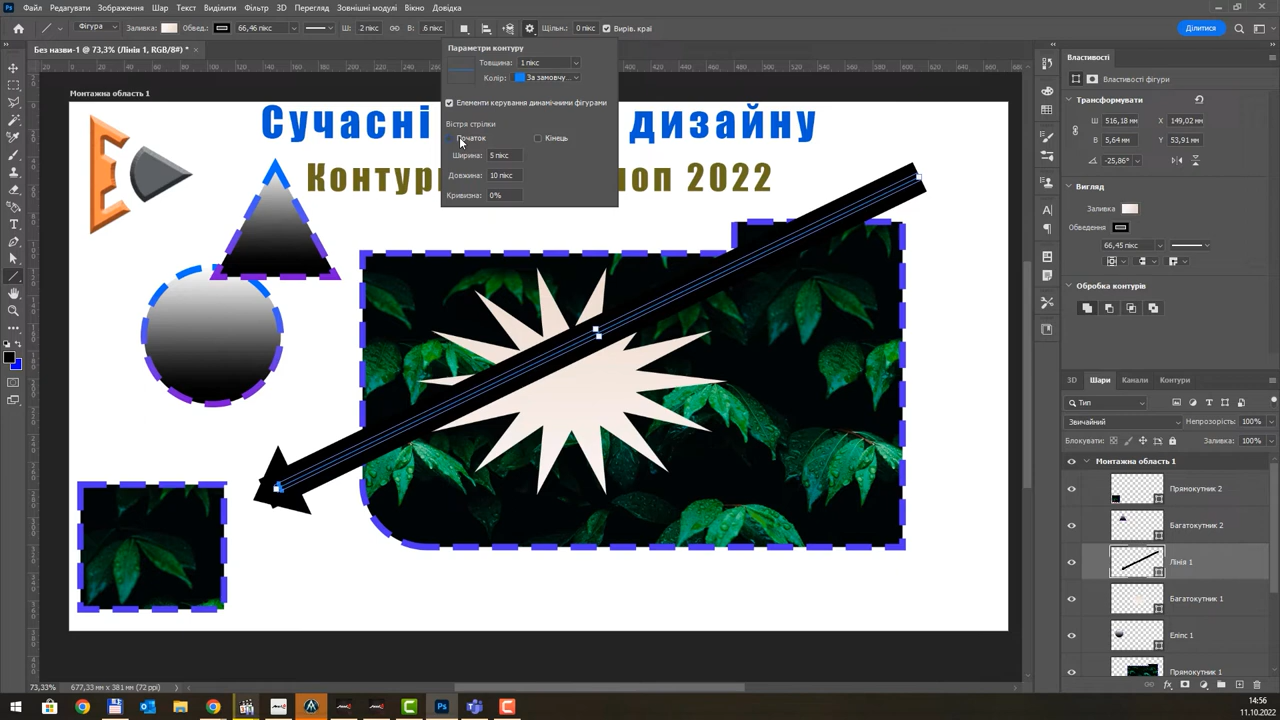 Файл Редагування Зображення Шар Текст Виділити Фільтр 3D Перегляд Зовнішні модулі Вікно Довідка
Фігура Заливка: Обвед.: 66,46 пікс Ш: 2 пікс В: .6 пікс Щільн.: 0 пікс Вирів. краї Ділитися
Без назви-1 @ 73,3% (Лінія 1, RGB/8#) *
Монтажна область 1
Сучасні дизайну
Контури 2022
Параметри контуру
Товщина: 1 пікс
Колір: За замовчу...
Елементи керування динамічними фігурами
Вістря стрілки
Початок Кінець
Ширина: 5 пікс
Довжина: 10 пікс
Кривизна: 0%
Властивості
Властивості фігури
Трансформувати
Ш 516,18 мм X 149,02 мм
В 5,64 мм Y 53,91 мм
-25,86°
Вигляд
Заливка
Обведення
66,45 пікс
Обробка контурів
3D Шари Канали Контури
Тип
Звичайний Непрозорість: 100%
Блокувати: Заливка: 100%
Монтажна область 1
Прямокутник 2
Багатокутник 2
Лінія 1
Багатокутник 1
Еліпс 1
Прямокутник 1
73,33% 677,33 мм x 381 мм (72 ppi)
14:56
11.10.2022